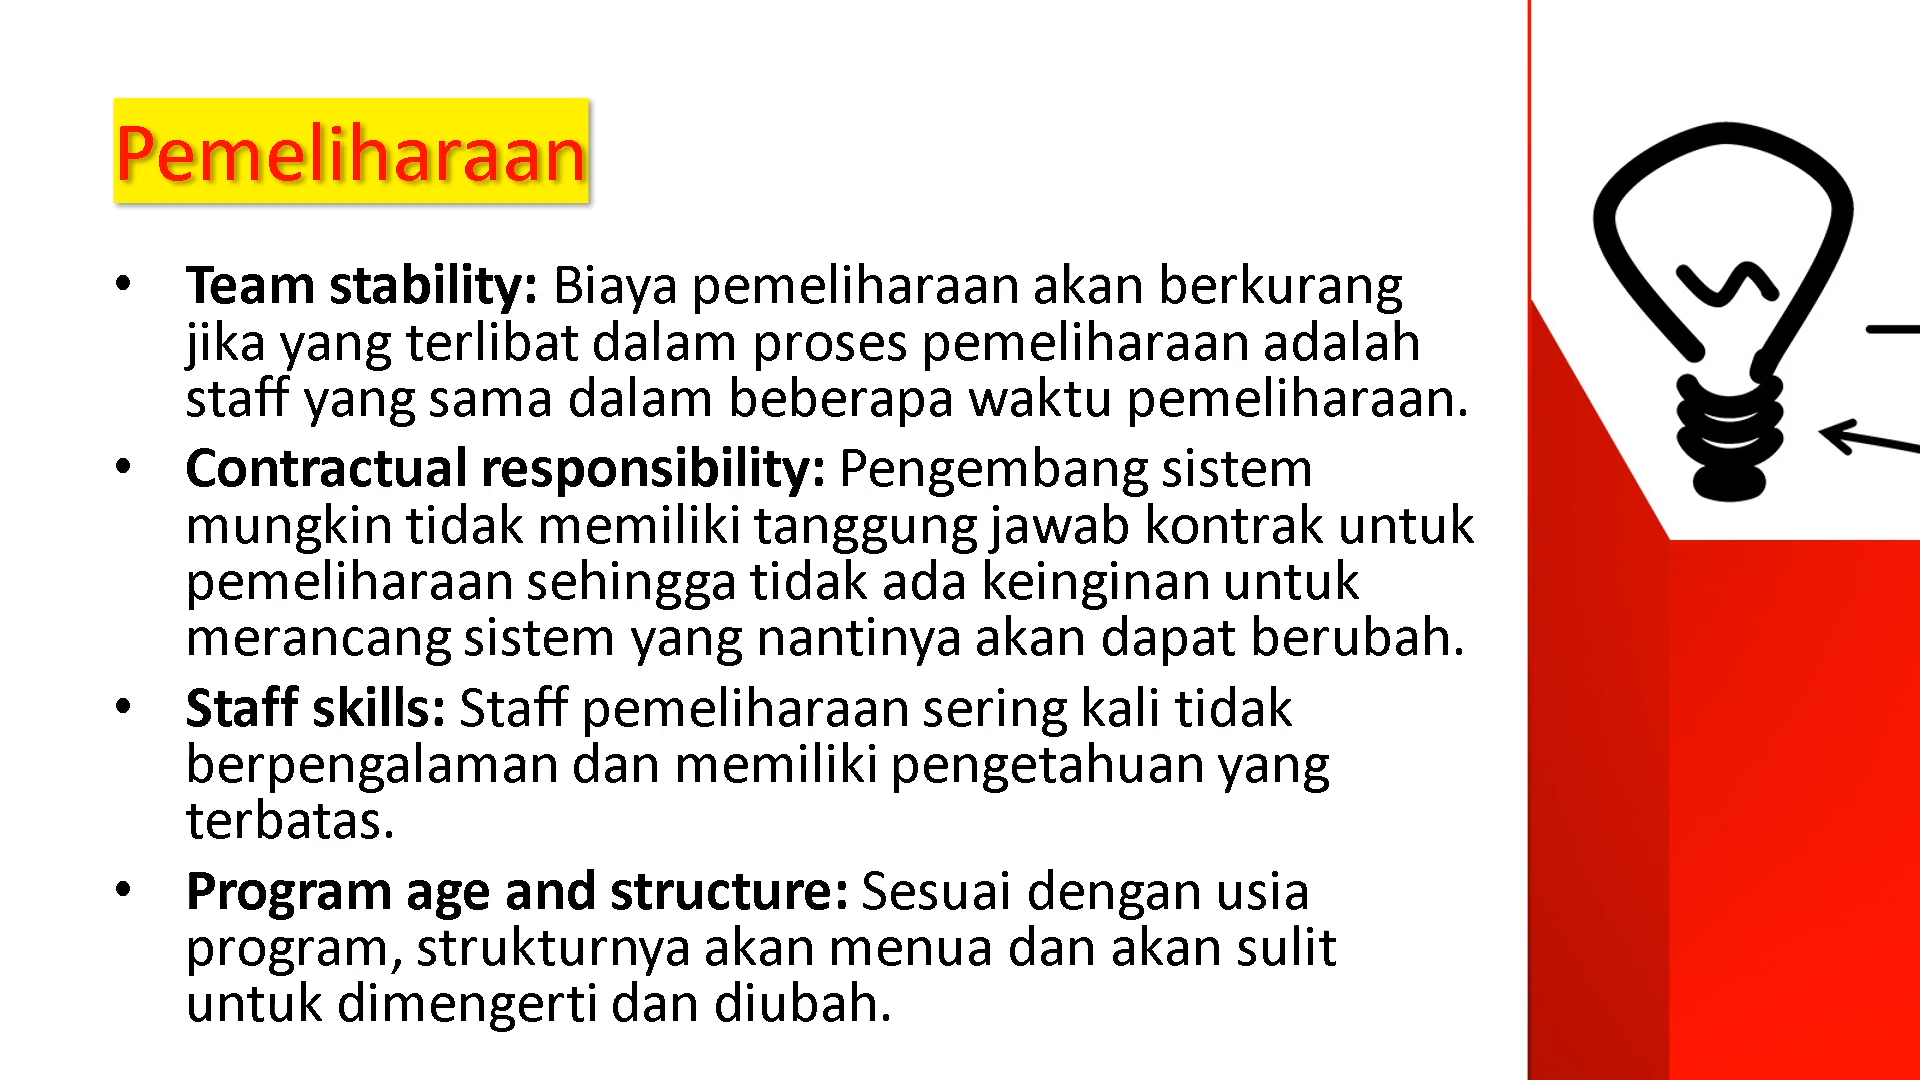 Pemeliharaan
• Team stability: Biaya pemeliharaan akan berkurang
jika yang terlibat dalam proses pemeliharaan adalah
staff yang sama dalam beberapa waktu pemeliharaan.
• Contractual responsibility: Pengembang sistem
mungkin tidak memiliki tanggung jawab kontrak untuk
pemeliharaan sehingga tidak ada keinginan untuk
merancang sistem yang nantinya akan dapat berubah.
• Staff skills: Staff pemeliharaan sering kali tidak
berpengalaman dan memiliki pengetahuan yang
terbatas.
• Program age and structure: Sesuai dengan usia
program, strukturnya akan menua dan akan sulit
untuk dimengerti dan diubah.